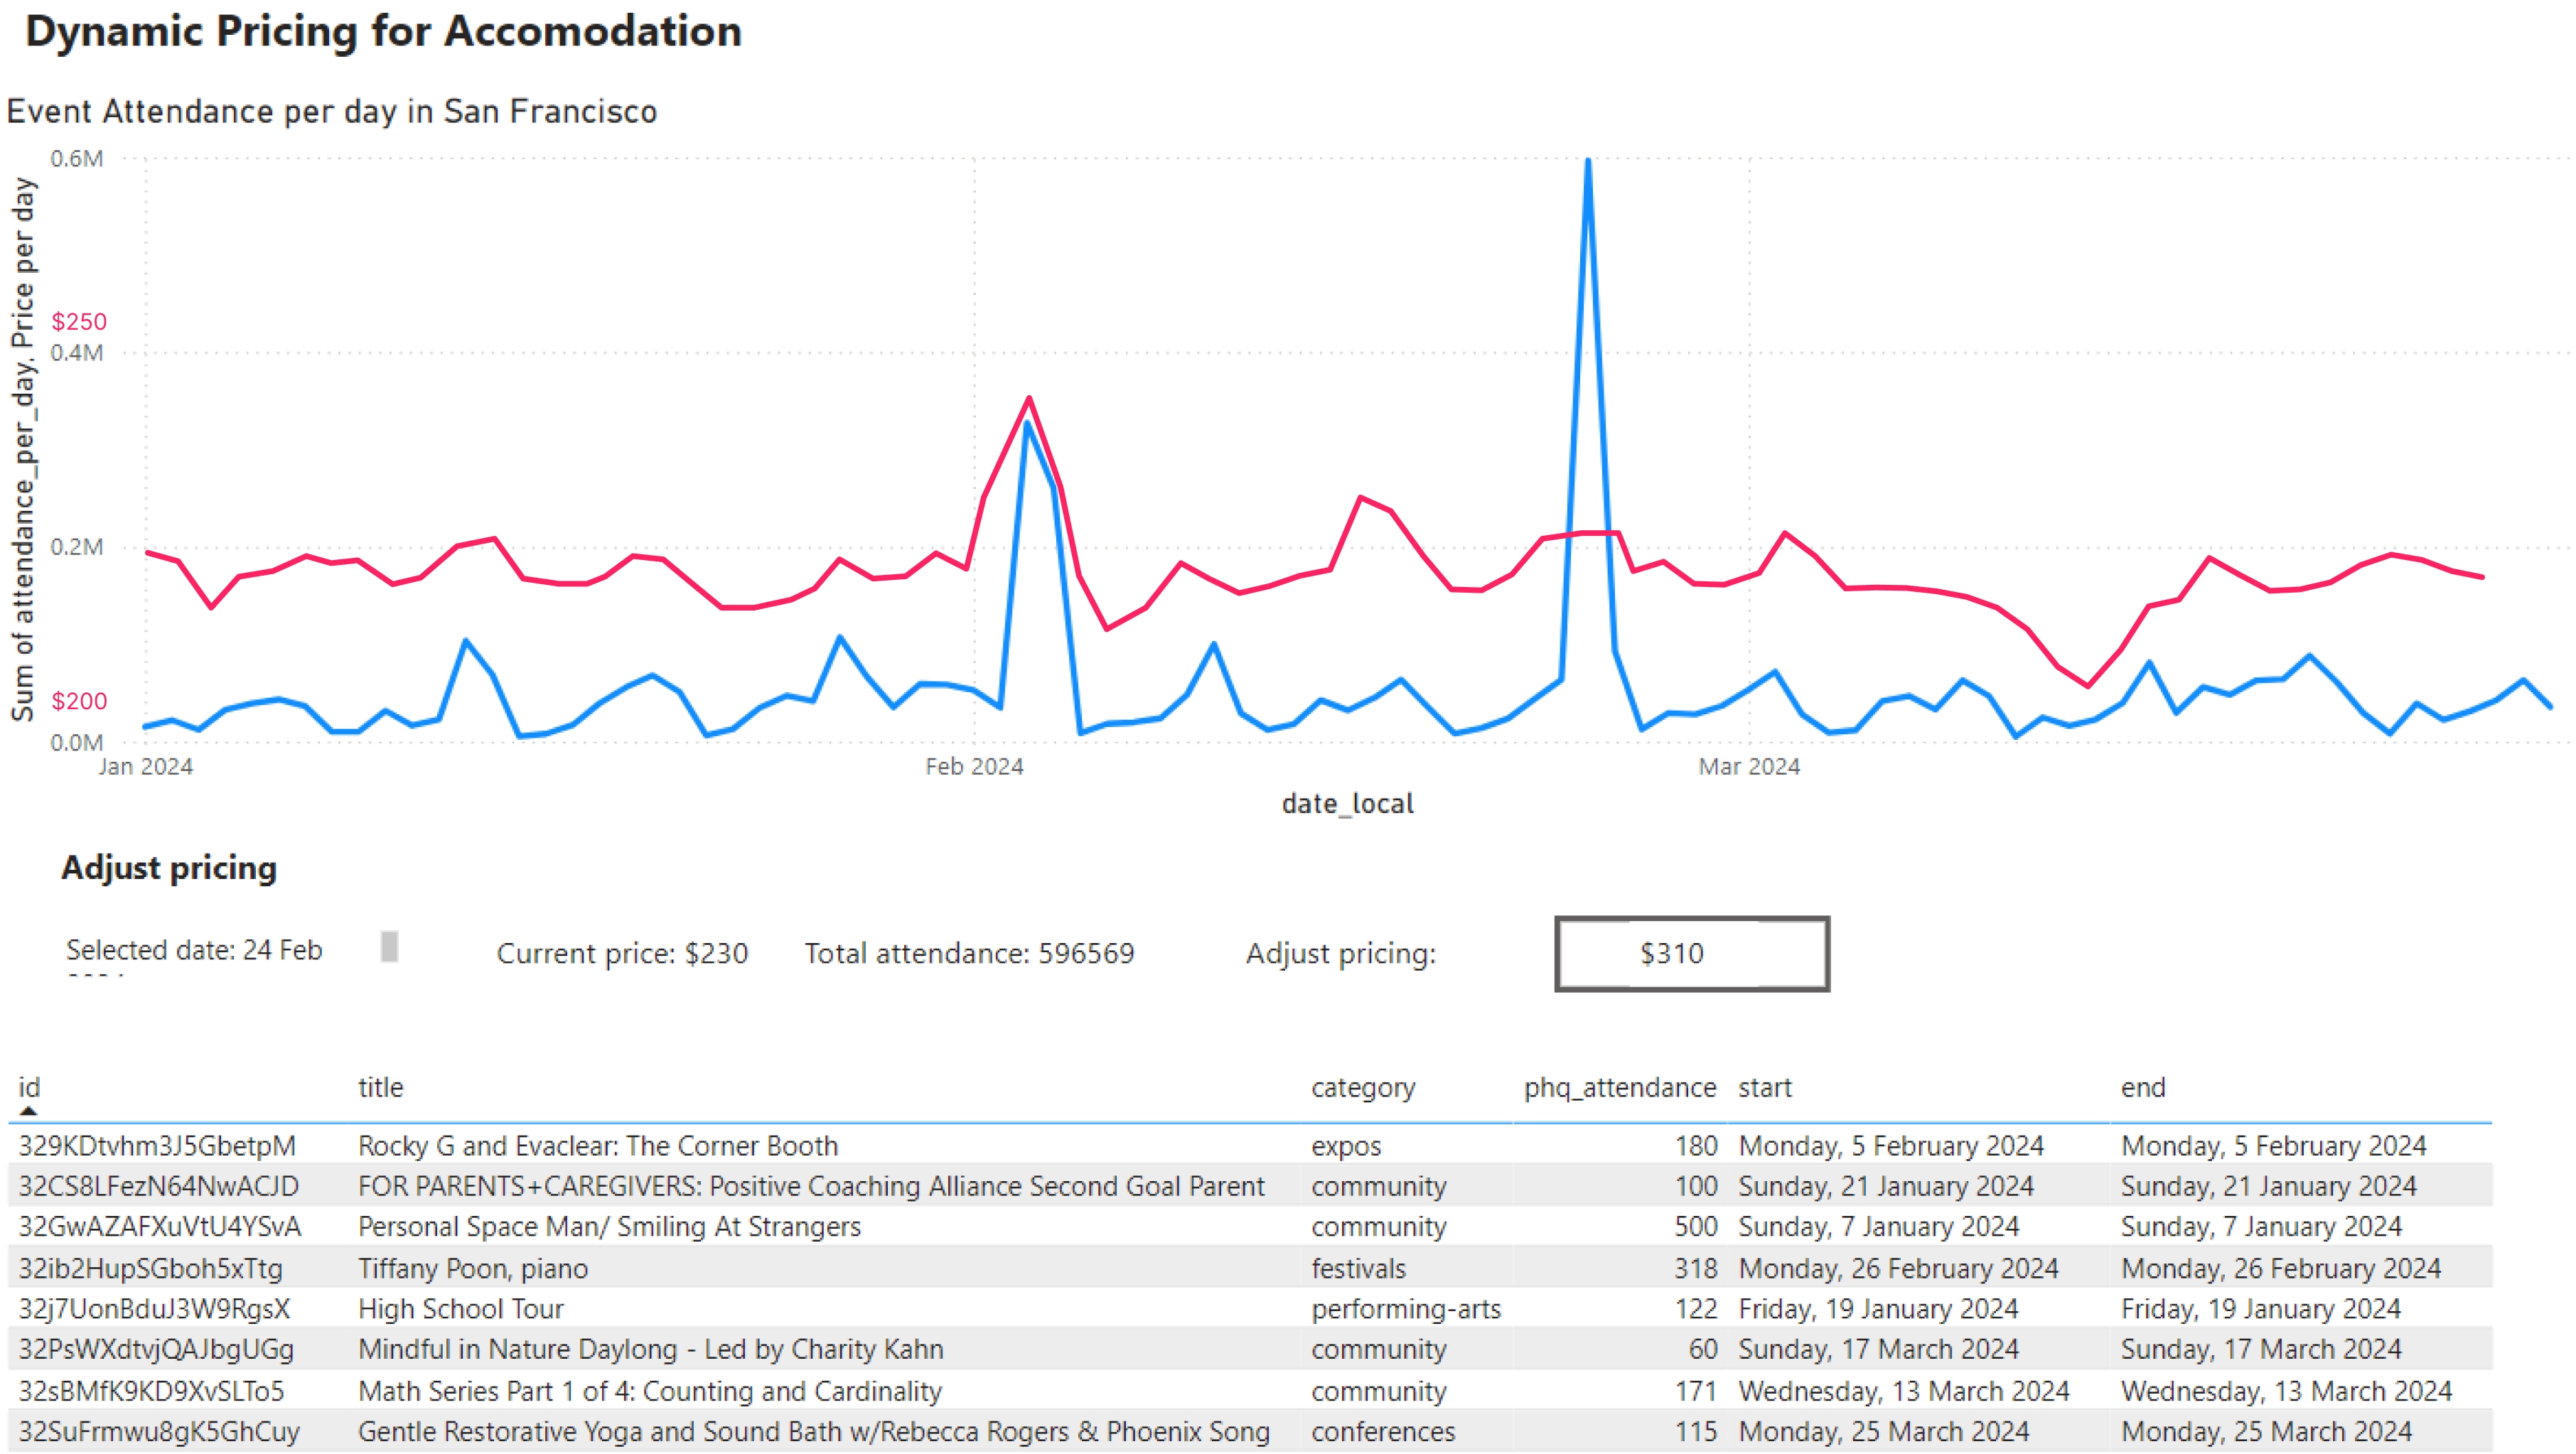 Dynamic Pricing for Accomodation
Event Attendance per day in San Francisco
Sum of attendance_per_day, Price per day
0.6M
$250
0.4M
0.2M
$200
0.0M
Jan 2024 Feb 2024 Mar 2024
date_local
Adjust pricing
Selected date: 24 Feb
Current price: $230 Total attendance: 596569 Adjust pricing: $310
id title category phq_attendance start end
329KDtvhm3J5GbetpM Rocky G and Evaclear: The Corner Booth expos 180 Monday, 5 February 2024 Monday, 5 February 2024
32CS8LFezN64NwACJD FOR PARENTS+CAREGIVERS: Positive Coaching Alliance Second Goal Parent community 100 Sunday, 21 January 2024 Sunday, 21 January 2024
32GwAZAFXuVtU4YSvA Personal Space Man/ Smiling At Strangers community 500 Sunday, 7 January 2024 Sunday, 7 January 2024
32ib2HupSGboh5xTtg Tiffany Poon, piano festivals 318 Monday, 26 February 2024 Monday, 26 February 2024
32j7UonBduJ3W9RgsX High School Tour performing-arts 122 Friday, 19 January 2024 Friday, 19 January 2024
32PsWXdtvjQAJbgUGg Mindful in Nature Daylong - Led by Charity Kahn community 60 Sunday, 17 March 2024 Sunday, 17 March 2024
32sBMfK9KD9XvSLTo5 Math Series Part 1 of 4: Counting and Cardinality community 171 Wednesday, 13 March 2024 Wednesday, 13 March 2024
32SuFrmwu8gK5GhCuy Gentle Restorative Yoga and Sound Bath w/Rebecca Rogers & Phoenix Song conferences 115 Monday, 25 March 2024 Monday, 25 March 2024